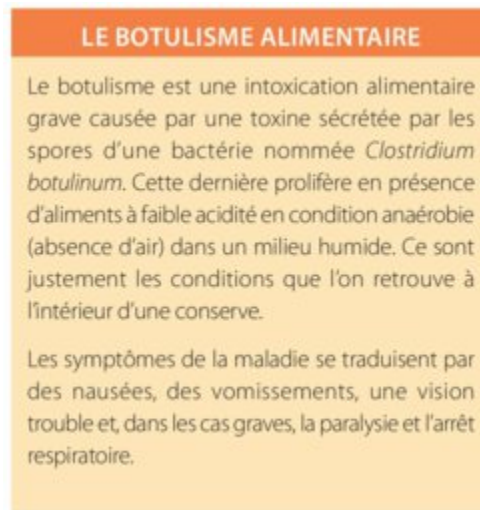 LE BOTULISME ALIMENTAIRE
Le botulisme est une intoxication alimentaire
grave causée par une toxine sécrétée par les
spores d'une bactérie nommée Clostridium
botulinum. Cette dernière prolifère en présence
d'aliments à faible acidité en condition anaérobie
(absence d'air) dans un milieu humide. Ce sont
justement les conditions que l'on retrouve à
l'intérieur d'une conserve.
Les symptômes de la maladie se traduisent par
des nausées, des vomissements, une vision
trouble et, dans les cas graves, la paralysie et l'arrêt
respiratoire.